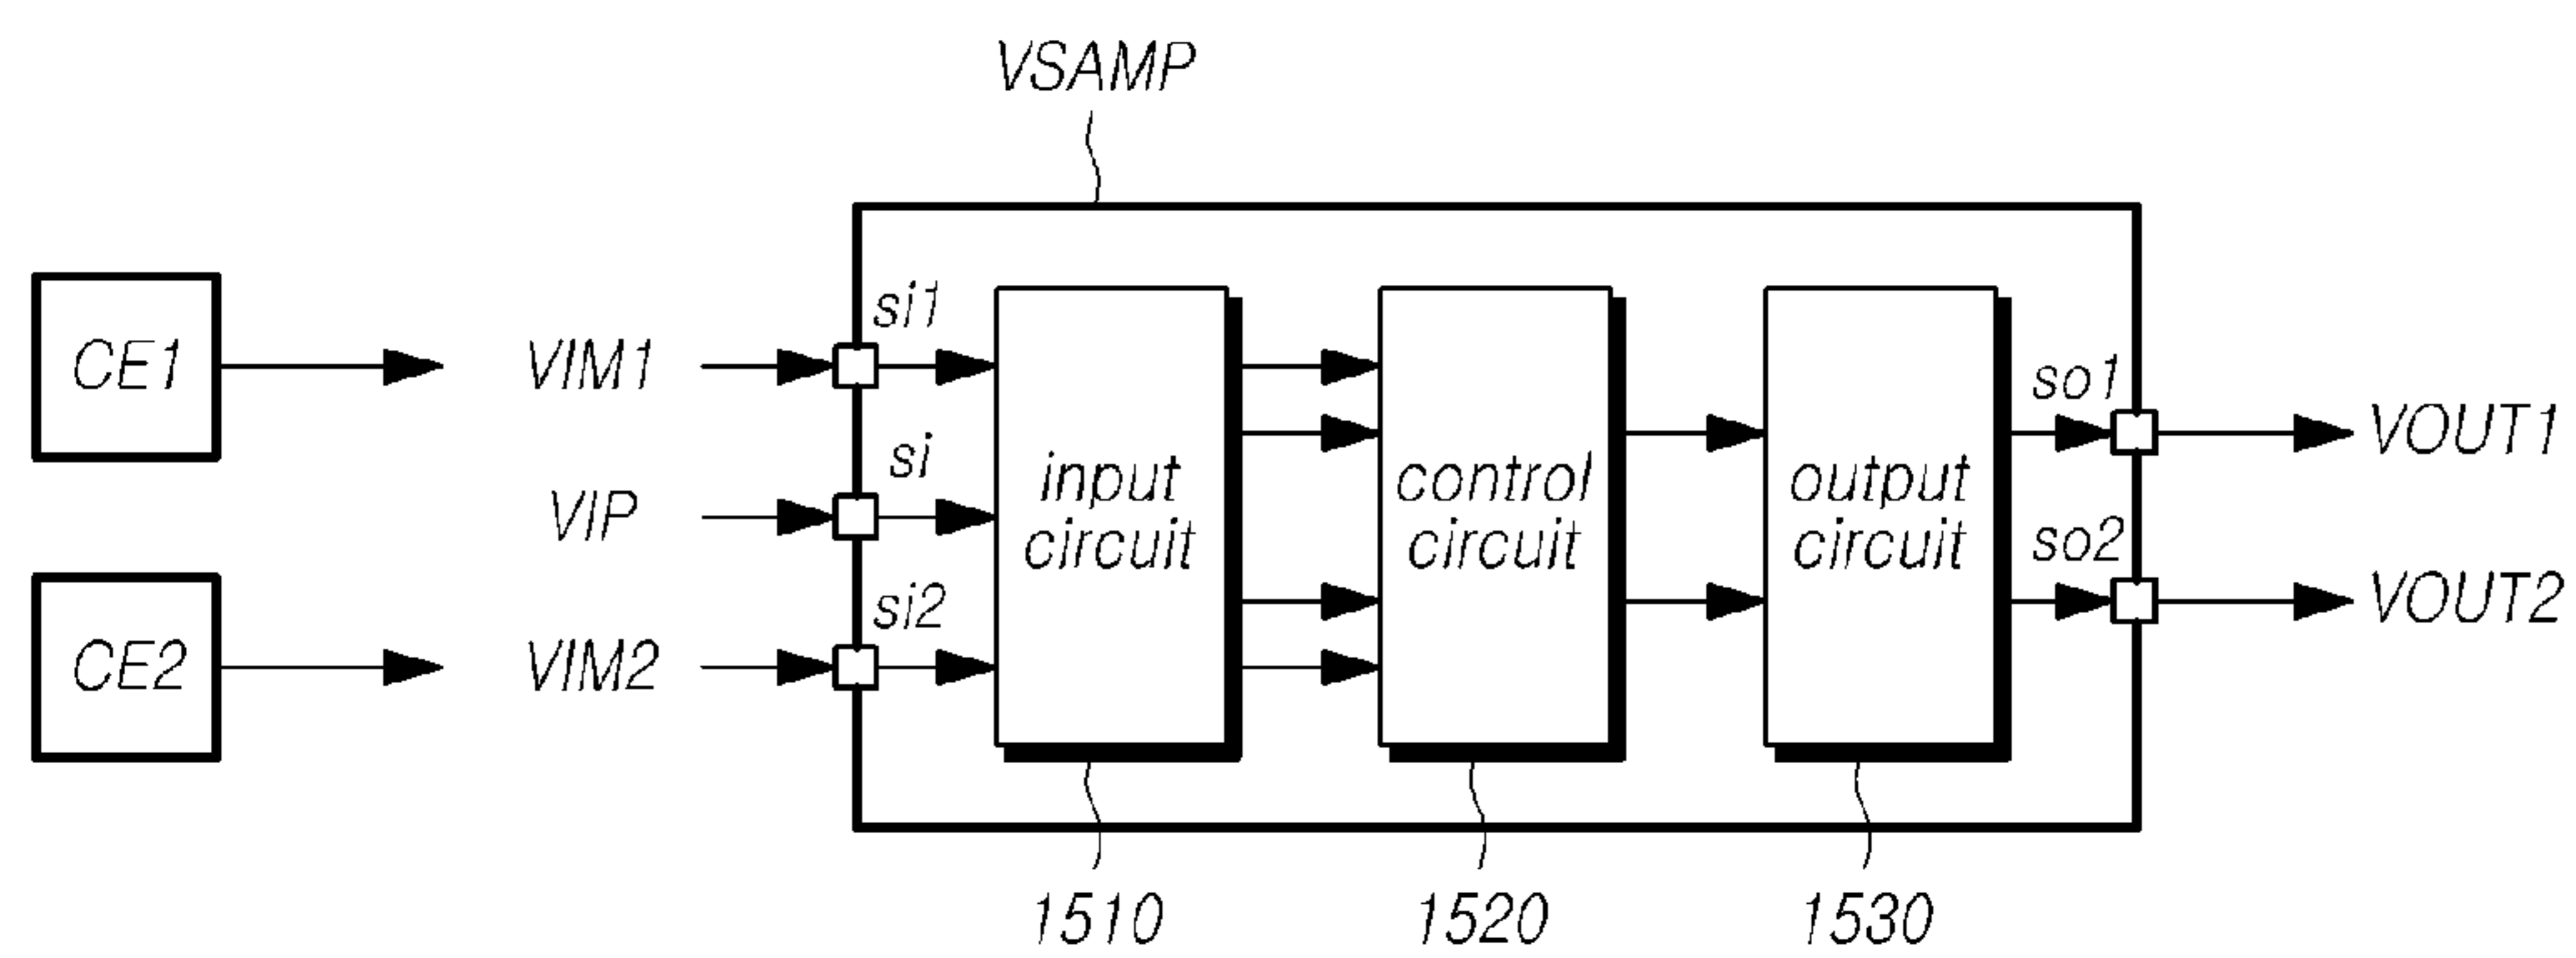 VSAMP
CE1
VIM1
si1
VIP
si
CE2
VIM2
si2
input
circuit
control
circuit
output
circuit
so1
VOUT1
so2
VOUT2
1510
1520
1530